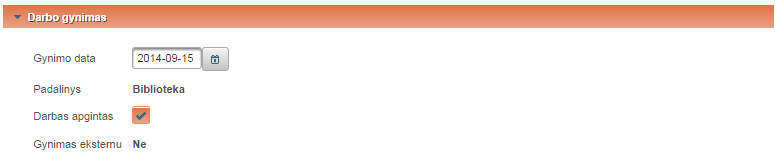 Darbo gynimas
Gynimo data 2014-09-15
Padalinys Biblioteka
Darbas apgintas
Gynimas eksternu Ne